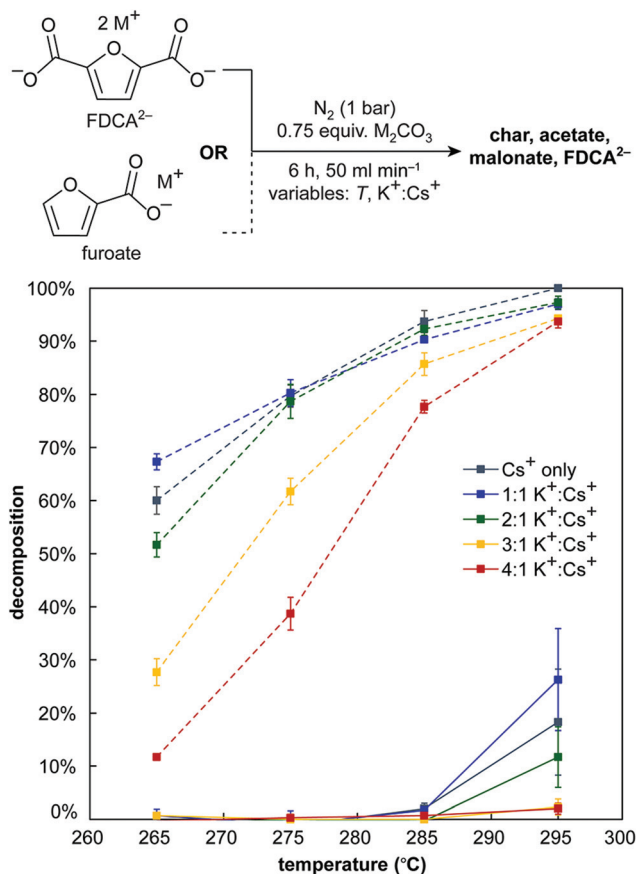 2 M⁺
O
O
⁻O
O
O⁻
FDCA²⁻
OR
O
O
M⁺
O⁻
furoate
N₂ (1 bar)
0.75 equiv. M₂CO₃
6 h, 50 ml min⁻¹
variables: T, K⁺:Cs⁺
char, acetate,
malonate, FDCA²⁻
100%
90%
80%
70%
60%
50%
40%
30%
20%
10%
0%
decomposition
Cs⁺ only
1:1 K⁺:Cs⁺
2:1 K⁺:Cs⁺
3:1 K⁺:Cs⁺
4:1 K⁺:Cs⁺
260 265 270 275 280 285 290 295 300
temperature (°C)